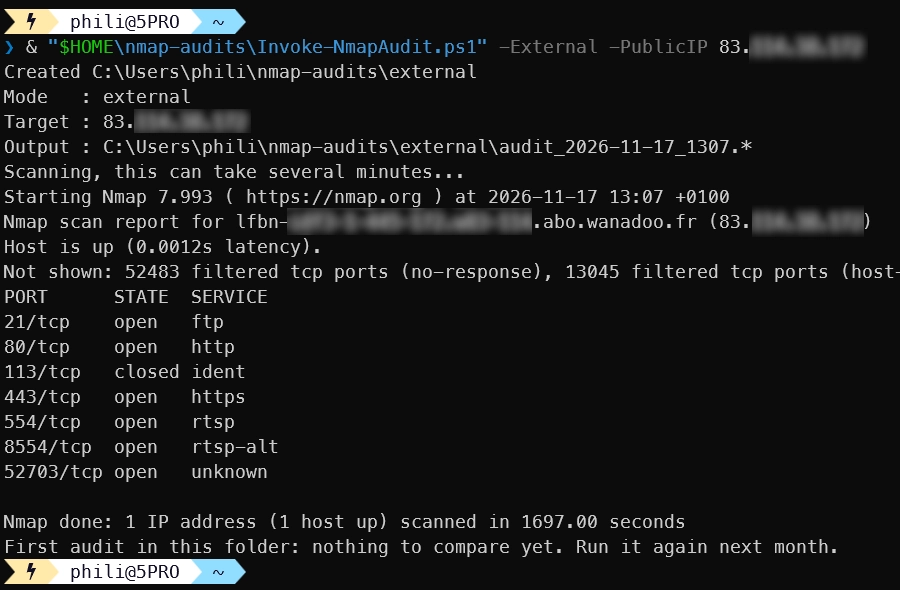 phili@5PRO ~
❯ & "$HOME\nmap-audits\Invoke-NmapAudit.ps1" -External -PublicIP 83.
Created C:\Users\phili\nmap-audits\external
Mode   : external
Target : 83.
Output : C:\Users\phili\nmap-audits\external\audit_2026-11-17_1307.*
Scanning, this can take several minutes...
Starting Nmap 7.993 ( https://nmap.org ) at 2026-11-17 13:07 +0100
Nmap scan report for lfbn- .abo.wanadoo.fr (83. )
Host is up (0.0012s latency).
Not shown: 52483 filtered tcp ports (no-response), 13045 filtered tcp ports (host-
PORT      STATE  SERVICE
21/tcp    open   ftp
80/tcp    open   http
113/tcp   closed ident
443/tcp   open   https
554/tcp   open   rtsp
8554/tcp  open   rtsp-alt
52703/tcp open   unknown
Nmap done: 1 IP address (1 host up) scanned in 1697.00 seconds
First audit in this folder: nothing to compare yet. Run it again next month.
phili@5PRO ~